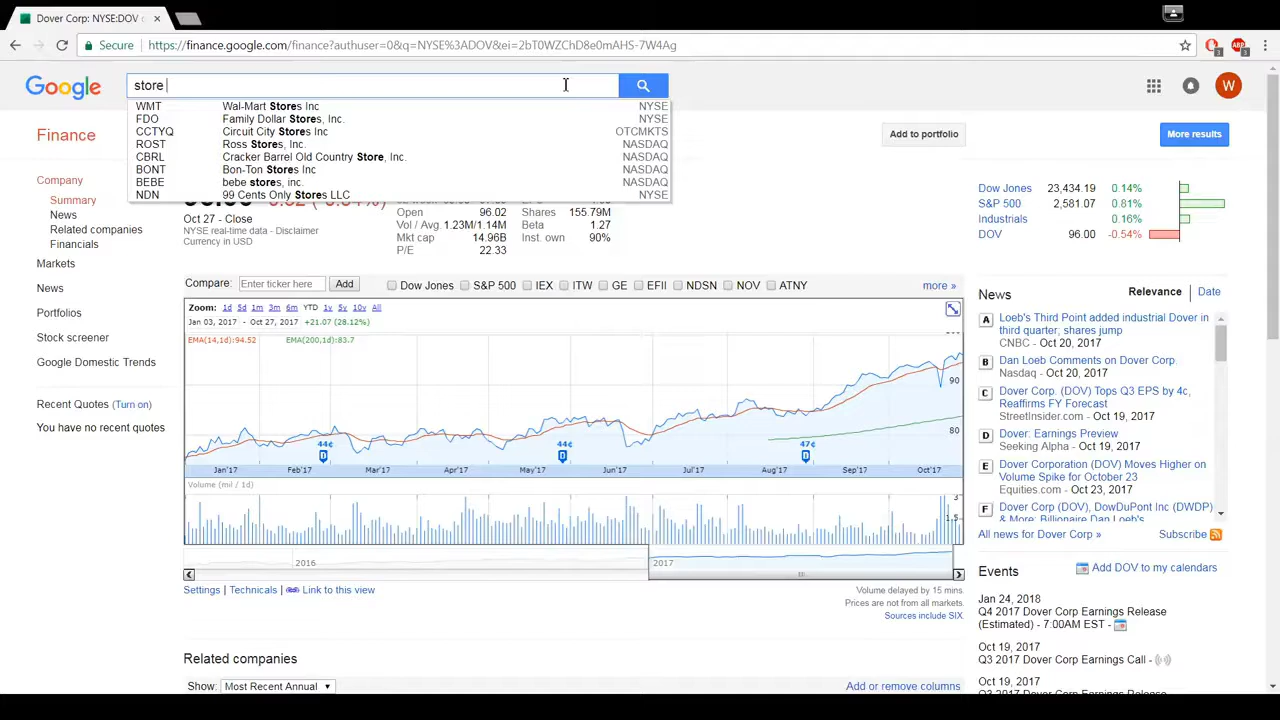 Dover Corp: NYSE:DOV
Secure
https://finance.google.com/finance?authuser=0&q=NYSE%3ADOV&ei=2bT0WZChD8e0mAHS-7W4Ag
Google
store
W
WMT Wal-Mart Stores Inc NYSE
FDO Family Dollar Stores, Inc. NYSE
CCTYQ Circuit City Stores Inc OTCMKTS
ROST Ross Stores, Inc. NASDAQ
CBRL Cracker Barrel Old Country Store, Inc. NASDAQ
BONT Bon-Ton Stores Inc NASDAQ
BEBE bebe stores, inc. NASDAQ
NDN 99 Cents Only Stores LLC NYSE
Finance
Add to portfolio
More results
Company
Summary
News
Related companies
Financials
Markets
News
Portfolios
Stock screener
Google Domestic Trends
Recent Quotes (Turn on)
You have no recent quotes
Oct 27 - Close
NYSE real-time data - Disclaimer
Currency in USD
Open 96.02
Vol / Avg. 1.23M/1.14M
Mkt cap 14.96B
P/E 22.33
Shares 155.79M
Beta 1.27
Inst. own 90%
Dow Jones 23,434.19 0.14%
S&P 500 2,581.07 0.81%
Industrials 0.16%
DOV 96.00 -0.54%
Compare: Enter ticker here Add Dow Jones S&P 500 IEX ITW GE EFII NDSN NOV ATNY more »
Zoom: 1d 5d 1m 3m 6m YTD 1y 5y 10y All
Jan 03, 2017 - Oct 27, 2017 +21.07 (28.12%)
EMA(14,1d):94.52 EMA(200,1d):83.7
90
80
44¢ 44¢ 47¢
D D D
Jan'17 Feb'17 Mar'17 Apr'17 May'17 Jun'17 Jul'17 Aug'17 Sep'17 Oct'17
Volume (mil / 1d)
3
1.5
2016 2017
Settings | Technicals | Link to this view
Volume delayed by 15 mins.
Prices are not from all markets.
Sources include SIX.
Related companies
Show: Most Recent Annual
Add or remove columns
News
Relevance | Date
A Loeb's Third Point added industrial Dover in
third quarter; shares jump
CNBC - Oct 20, 2017
B Dan Loeb Comments on Dover Corp.
Nasdaq - Oct 20, 2017
C Dover Corp. (DOV) Tops Q3 EPS by 4c,
Reaffirms FY Forecast
StreetInsider.com - Oct 19, 2017
D Dover: Earnings Preview
Seeking Alpha - Oct 19, 2017
E Dover Corporation (DOV) Moves Higher on
Volume Spike for October 23
Equities.com - Oct 23, 2017
F Dover Corp (DOV), DowDuPont Inc (DWDP)
& More: Billionaire Dan Loeb's
All news for Dover Corp »
Subscribe
Events
Add DOV to my calendars
Jan 24, 2018
Q4 2017 Dover Corp Earnings Release
(Estimated) - 7:00AM EST -
Oct 19, 2017
Q3 2017 Dover Corp Earnings Call -
Oct 19, 2017